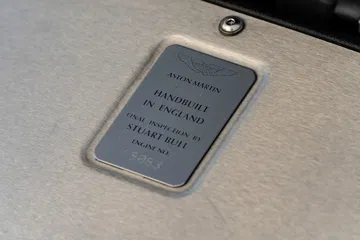 ASTON MARTIN
HANDBUILT
IN ENGLAND
FINAL INSPECTION BY
STUART BULL
ENGINE NO.